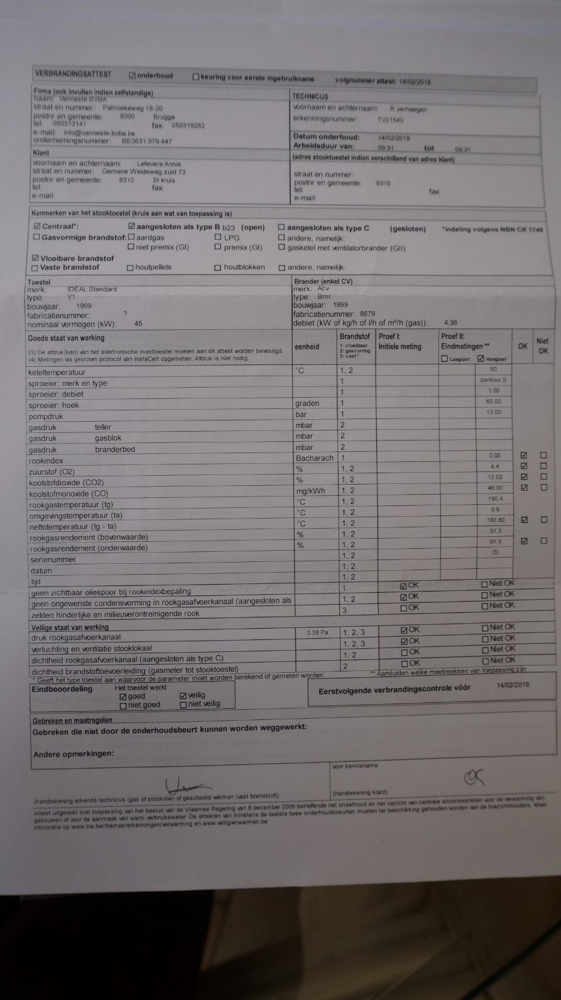 VERBRANDINGSATTEST ☑ onderhoud ☐ keuring voor eerste ingebruikname volgnummer attest: 14/02/2018
Firma (ook invullen indien zelfstandige)
naam: Vanneste BVBA
straat en nummer: Pathoekeweg 18-20
postnr en gemeente: 8000 Brugge
tel: 050313141 fax: 050319282
e-mail: info@vanneste-bvba.be
ondernemingsnummer: BE0631.979.447
TECHNICUS
voornaam en achternaam: R verhaegen
erkenningsnummer: TV21640
Datum onderhoud: 14/02/2018
Arbeidsduur van: 09:31 tot 09:31
Klant
voornaam en achternaam: Lefevere Annie
straat en nummer: Gemene Weideweg zuid 73
postnr en gemeente: 8310 St kruis
tel: fax:
e-mail:
(adres stooktoestel indien verschillend van adres klant)
straat en nummer:
postnr en gemeente: 8310
tel: fax:
e-mail:
Kenmerken van het stooktoestel (kruis aan wat van toepassing is)
☑ Centraal*: ☑ aangesloten als type B b23 (open) ☐ aangesloten als type C (gesloten) *indeling volgens NBN CR 1749
☐ Gasvormige brandstof: ☐ aardgas ☐ LPG ☐ andere, namelijk:
☐ niet premix (GI) ☐ premix (GI) ☐ gasketel met ventilatorbrander (GII)
☑ Vloeibare brandstof
☐ Vaste brandstof ☐ houtpellets ☐ houtblokken ☐ andere, namelijk:
Toestel
merk: IDEAL Standard
type: V1
bouwjaar: 1999
fabricatienummer: ?
nominaal vermogen (kW): 45
Brander (enkel CV)
merk: Acv
type: Bmr
bouwjaar: 1999
fabricatienummer: 8679
debiet (kW of kg/h of l/h of m³/h (gas)): 4,36
Goede staat van werking
(3) De afdruk(ken) van het elektronische meettoestel moeten aan dit attest worden bevestigd.
(4) Metingen via gesloten protocol van InstaCert opgemeten. Afdruk is niet nodig.
eenheid
Brandstof
1: vloeibaar
2: gasvormig
3: vast *
Proef I:
Initiële meting
Proef II:
Eindmetingen **
☐ Laaglast ☑ Hooglast
OK
Niet OK
keteltemperatuur °C 1, 2 60
sproeier: merk en type 1 danfoss S
sproeier: debiet 1 1.00
sproeier: hoek graden 1 60.00
pompdruk bar 1 12.00
gasdruk teller mbar 2
gasdruk gasblok mbar 2
gasdruk branderbed mbar 2
rookindex Bacharach 1 0.00 ☑ ☐
zuurstof (O2) % 1, 2 4.4 ☑ ☐
koolstofdioxide (CO2) % 1, 2 12.02 ☑ ☐
koolstofmonoxide (CO) mg/kWh 1, 2 46.00 ☑ ☐
rookgastemperatuur (tg) °C 1, 2 190.4
omgevingstemperatuur (ta) °C 1, 2 9.6
nettotemperatuur (tg - ta) °C 1, 2 180.80 ☑ ☐
rookgasrendement (bovenwaarde) % 1, 2 91.3
rookgasrendement (onderwaarde) % 1, 2 91.3 ☑ ☐
serienummer 1, 2 (3)
datum 1, 2
tijd 1, 2
geen zichtbaar oliespoor bij rookindexbepaling 1 ☑ OK ☐ Niet OK
geen ongewenste condensvorming in rookgasafvoerkanaal (aangesloten als 1, 2 ☑ OK ☐ Niet OK
zelden hinderlijke en milieuverontreinigende rook 3 ☐ OK ☐ Niet OK
Veilige staat van werking
druk rookgasafvoerkanaal 0.28 Pa 1, 2, 3 ☑ OK ☐ Niet OK
verluchting en ventilatie stooklokaal 1, 2, 3 ☑ OK ☐ Niet OK
dichtheid rookgasafvoerkanaal (aangesloten als type C) 1, 2 ☐ OK ☐ Niet OK
dichtheid brandstoftoevoerleiding (gasmeter tot stooktoestel) 2 ☐ OK ☐ Niet OK
* Geeft het type toestel aan waarvoor de parameter moet worden berekend of gemeten worden ** Aanduiden welke meetreeksen van toepassing zijn
Eindbeoordeling Het toestel werkt
☑ goed ☑ veilig
☐ niet goed ☐ niet veilig
Eerstvolgende verbrandingscontrole vóór 14/02/2019
Gebreken en maatregelen
Gebreken die niet door de onderhoudsbeurt kunnen worden weggewerkt:
Andere opmerkingen:
voor kennisname
(handtekening erkende technicus (gas of stookolie) of geschoold vakman (vast brandstof))
(handtekening klant)
Attest uitgereikt met toepassing van het besluit van de Vlaamse Regering van 8 december 2006 betreffende het onderhoud en het nazicht van centrale stooktoestellen voor de verwarming van
gebouwen of voor de aanmaak van warm verbruikswater. De attesten van minstens de laatste twee onderhoudsbeurten moeten ter beschikking gehouden worden van de toezichthouders. Meer
informatie op www.lne.be/themas/erkenningen/verwarming en www.veiligverwarmen.be